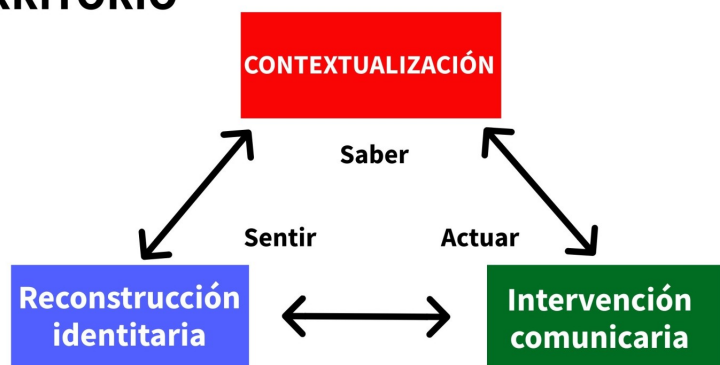 CONTEXTUALIZACIÓN
Saber
Sentir
Actuar
Reconstrucción
identitaria
Intervención
comunicaria